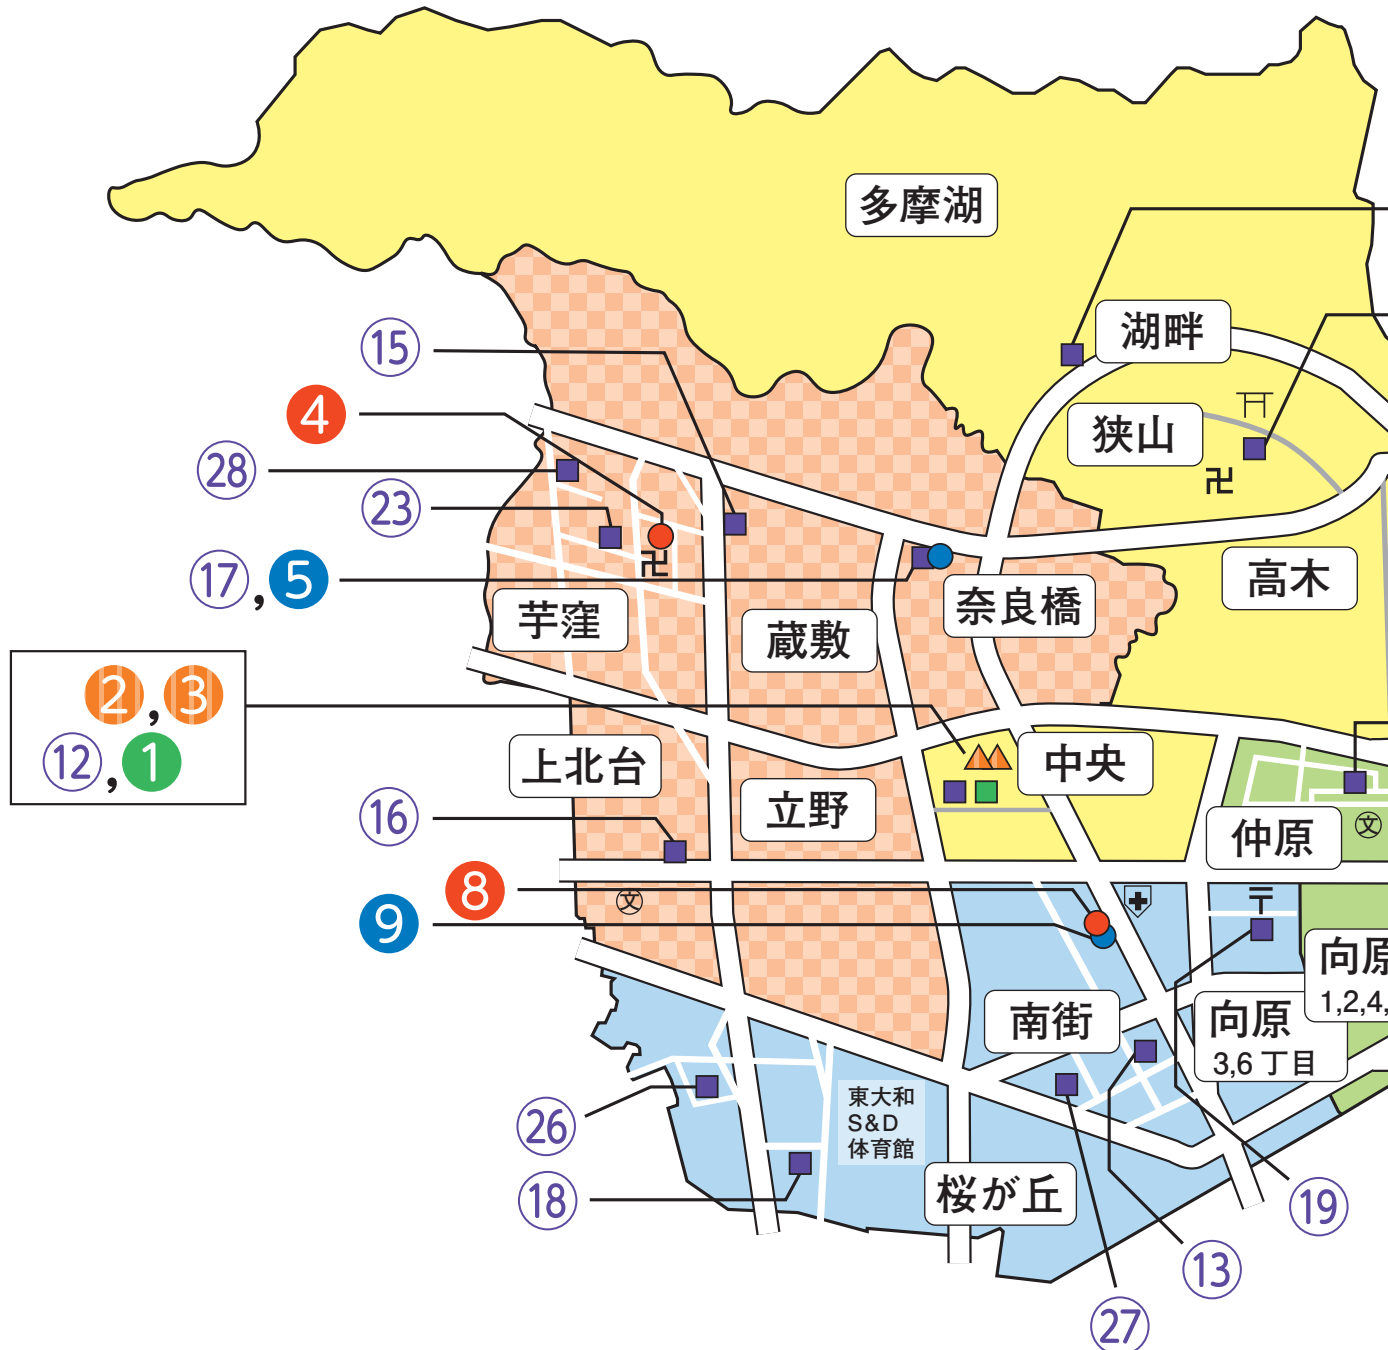 多摩湖
湖畔
⑮
④
狭山
㉘
㉓
⑰,⑤
高木
芋窪
蔵敷
奈良橋
②,③
⑫,①
上北台
中央
⑯
立野
仲原
文
⑧
文
⑨
〒
向原
1,2,4,
南街
向原
3,6丁目
東大和
S&D
体育館
㉖
⑱
桜が丘
⑲
⑬
㉗